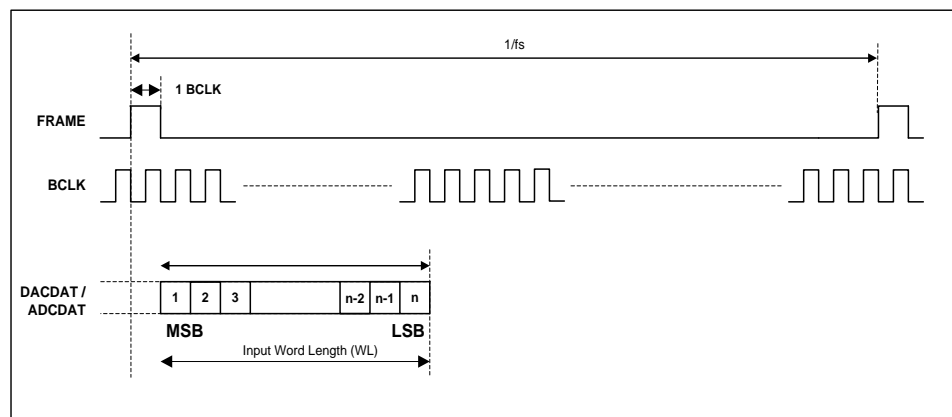 1/fs
1 BCLK
FRAME
BCLK
DACDAT /
ADCDAT
1 2 3 n-2 n-1 n
MSB LSB
Input Word Length (WL)